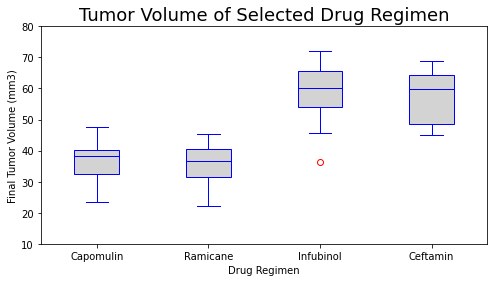 Tumor Volume of Selected Drug Regimen
Final Tumor Volume (mm3)
80
70
60
50
40
30
20
10
Capomulin Ramicane Infubinol Ceftamin
Drug Regimen